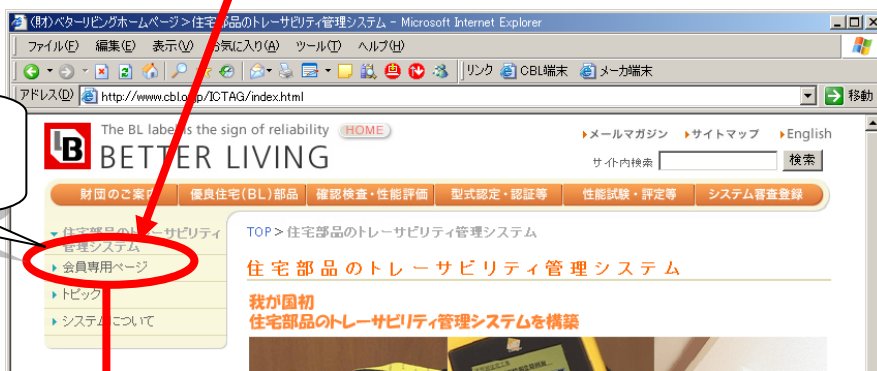 (財)ベターリビングホームページ>住宅部品のトレーサビリティ管理システム - Microsoft Internet Explorer
ファイル(F) 編集(E) 表示(V) お気に入り(A) ツール(T) ヘルプ(H)
リンク CBL端末 メーカ端末
アドレス(D) http://www.cbl.or.jp/ICTAG/index.html 移動
The BL label is the sign of reliability HOME
メールマガジン サイトマップ English
BETTER LIVING
サイト内検索 検索
財団のご案内 優良住宅(BL)部品 確認検査・性能評価 型式認定・認証等 性能試験・評定等 システム審査登録
住宅部品のトレーサビリティ
管理システム
会員専用ページ
トピック
システムについて
TOP>住宅部品のトレーサビリティ管理システム
住宅部品のトレーサビリティ管理システム
我が国初
住宅部品のトレーサビリティ管理システムを構築